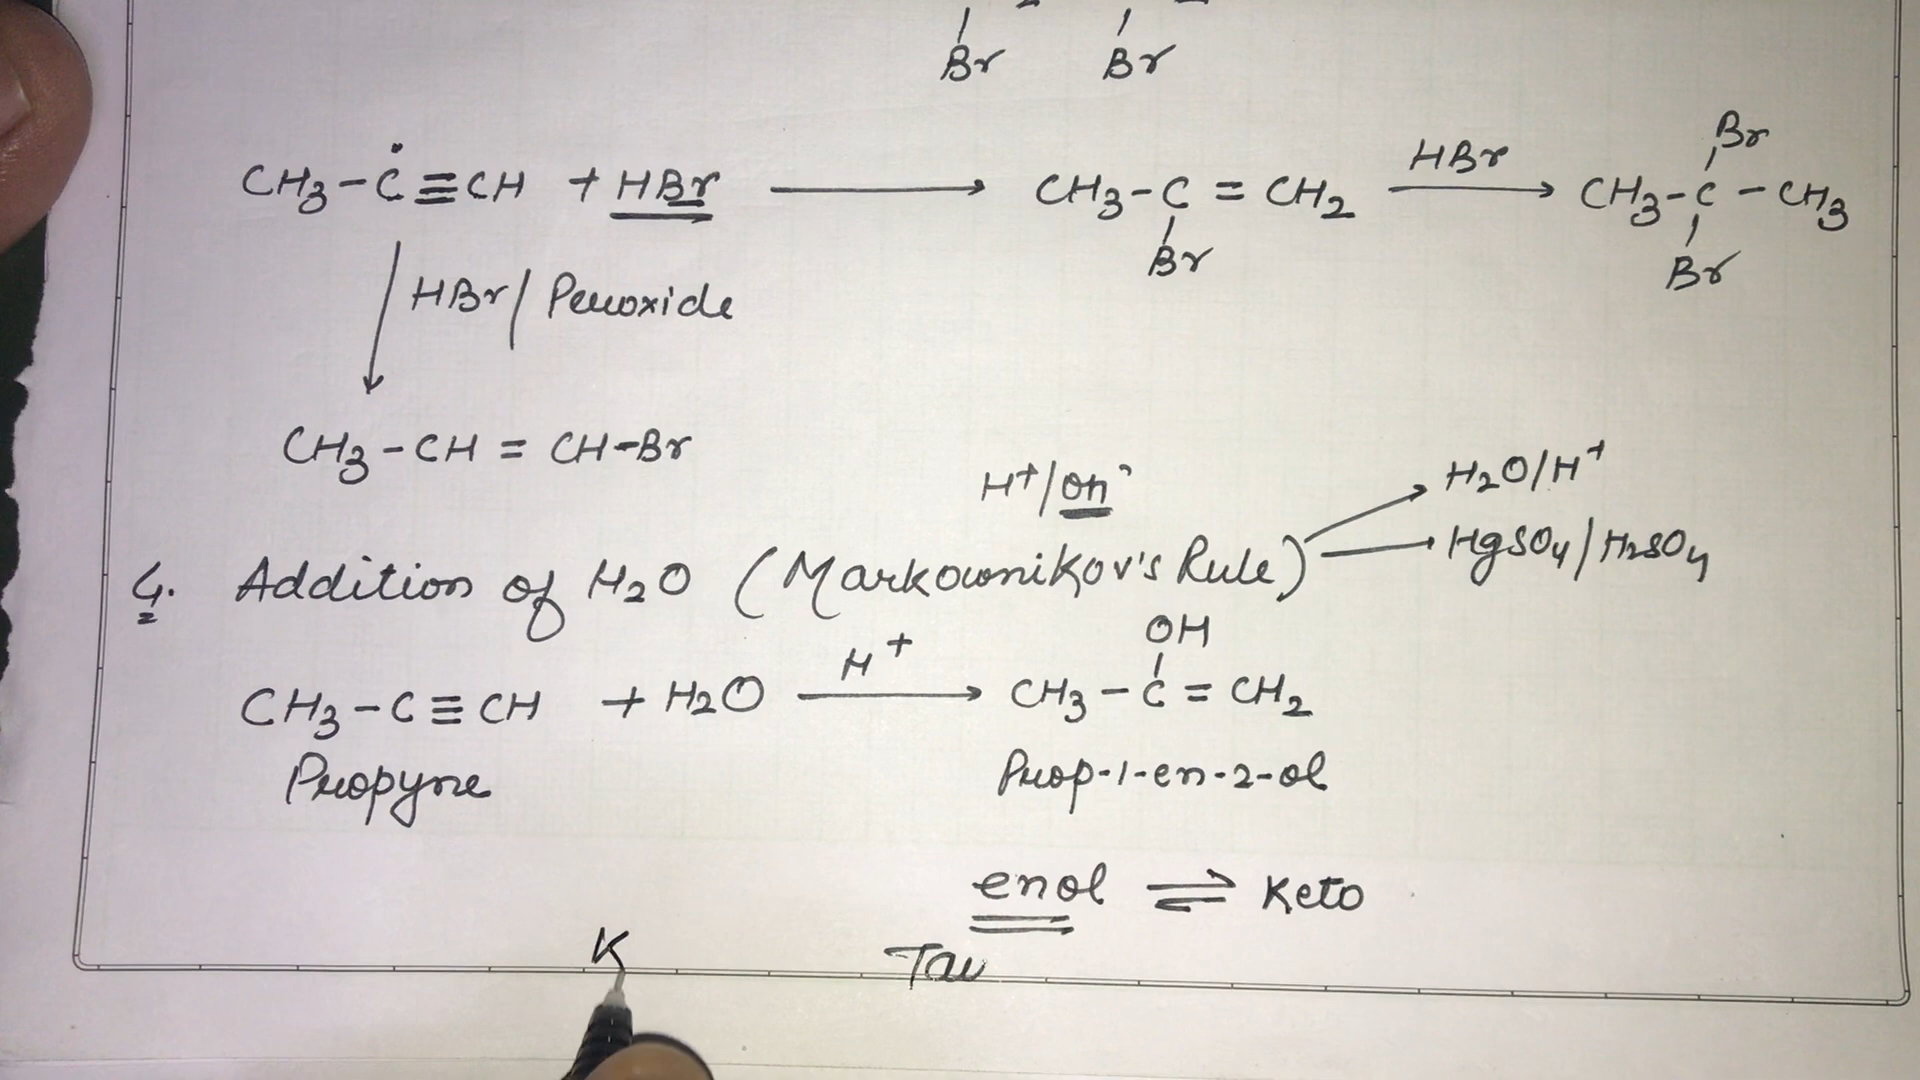 Br Br
CH3-C≡CH + HBr ⟶ CH3-C=CH2 HBr ⟶ CH3-C-CH3
Br
Br
Br
HBr/Peroxide
CH3-CH=CH-Br
H+/OH-
H2O/H+
HgSO4/H2SO4
4. Addition of H2O (Markownikov's Rule)
OH
CH3-C≡CH + H2O H+ ⟶ CH3-C=CH2
Propyne Prop-1-en-2-ol
enol ⇌ Keto
K Tau